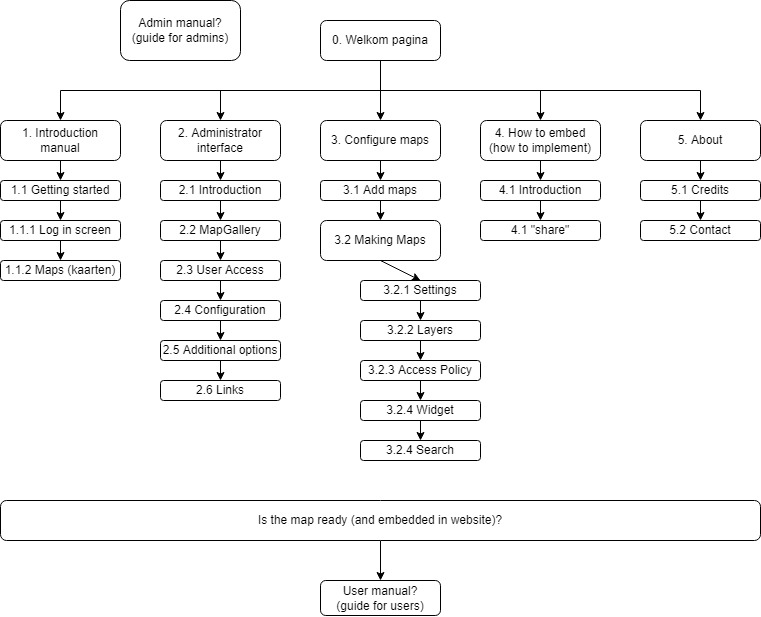 Admin manual?
(guide for admins)
0. Welkom pagina
1. Introduction
manual
2. Administrator
interface
3. Configure maps
4. How to embed
(how to implement)
5. About
1.1 Getting started
2.1 Introduction
3.1 Add maps
4.1 Introduction
5.1 Credits
1.1.1 Log in screen
2.2 MapGallery
3.2 Making Maps
4.1 "share"
5.2 Contact
1.1.2 Maps (kaarten)
2.3 User Access
3.2.1 Settings
2.4 Configuration
3.2.2 Layers
2.5 Additional options
3.2.3 Access Policy
2.6 Links
3.2.4 Widget
3.2.4 Search
Is the map ready (and embedded in website)?
User manual?
(guide for users)